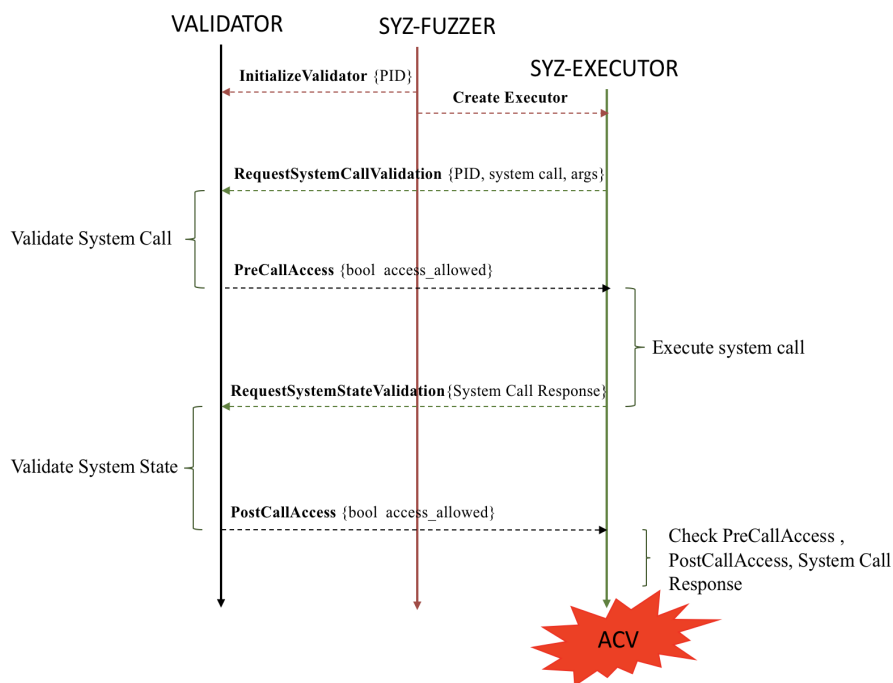 VALIDATOR
SYZ-FUZZER
SYZ-EXECUTOR
InitializeValidator {PID}
Create Executor
RequestSystemCallValidation {PID, system call, args}
Validate System Call
PreCallAccess {bool access_allowed}
Execute system call
RequestSystemStateValidation{System Call Response}
Validate System State
PostCallAccess {bool access_allowed}
Check PreCallAccess ,
PostCallAccess, System Call
Response
ACV